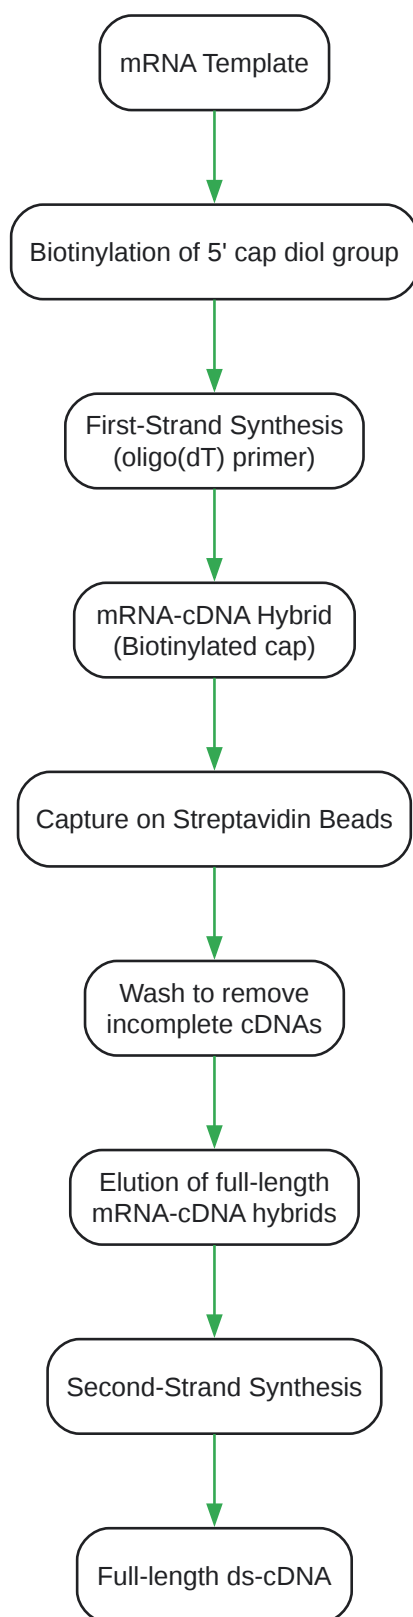 mRNA Template
Biotinylation of 5' cap diol group
First-Strand Synthesis
(oligo(dT) primer)
mRNA-cDNA Hybrid
(Biotinylated cap)
Capture on Streptavidin Beads
Wash to remove
incomplete cDNAs
Elution of full-length
mRNA-cDNA hybrids
Second-Strand Synthesis
Full-length ds-cDNA